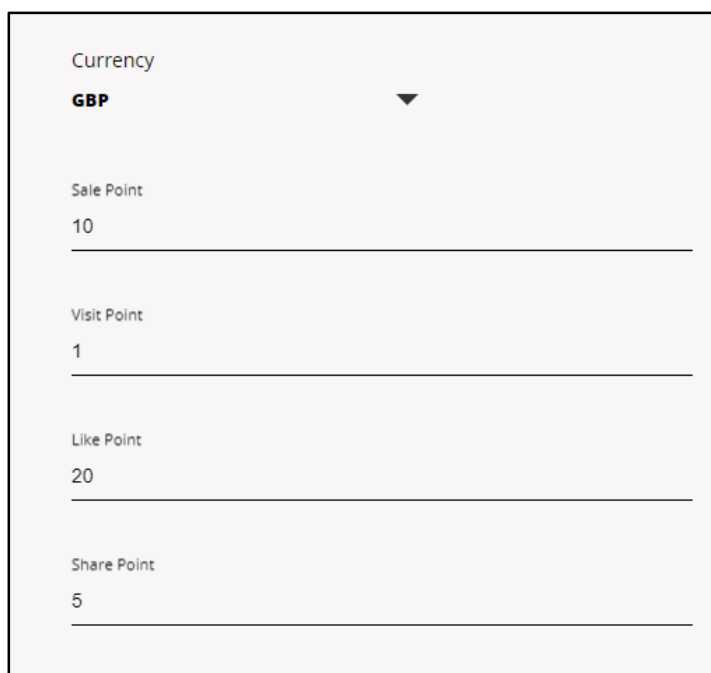 Currency
GBP
Sale Point
10
Visit Point
1
Like Point
20
Share Point
5